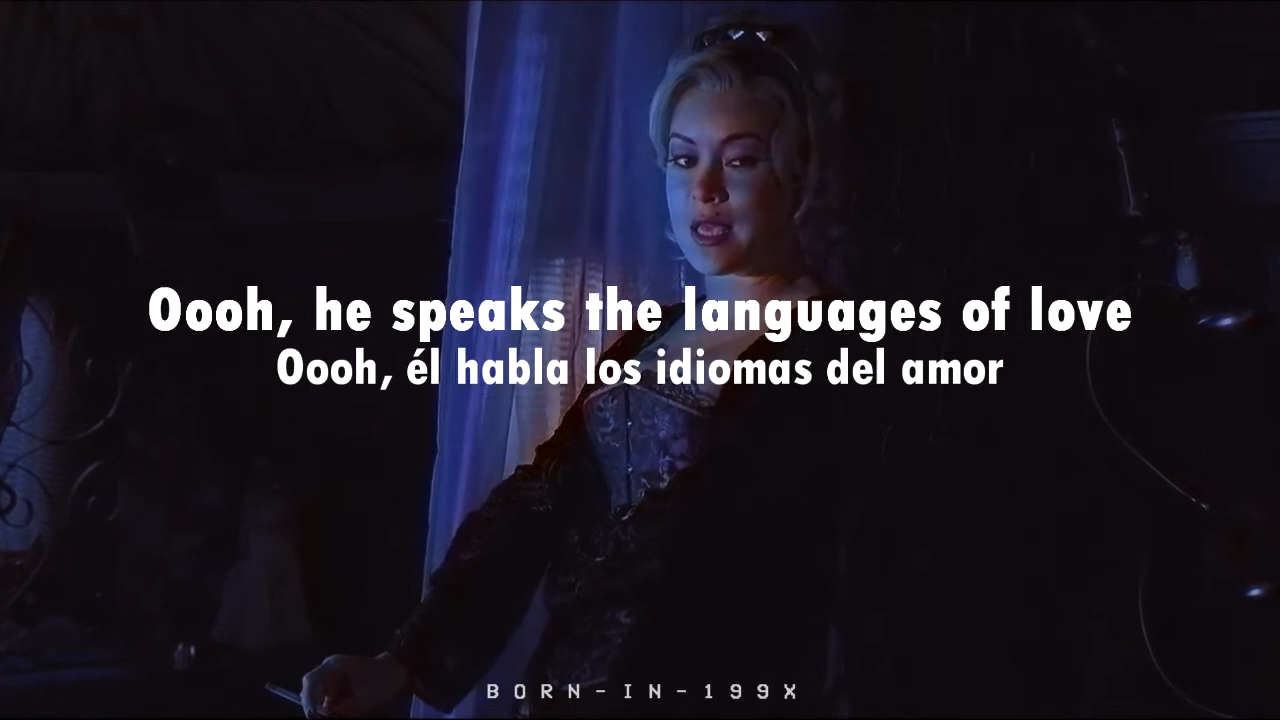 Oooh, he speaks the languages of love
Oooh, él habla los idiomas del amor
BORN-IN-199X